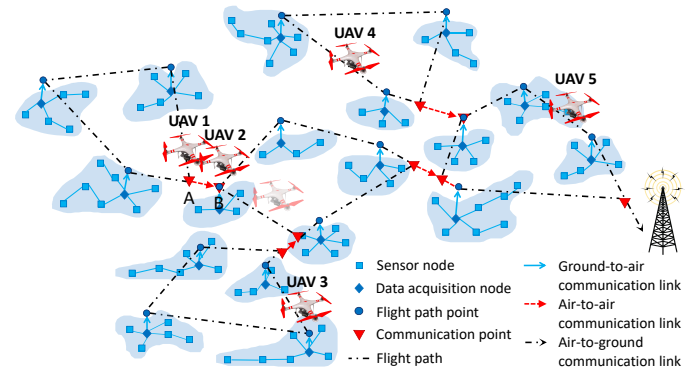 UAV 4
UAV 5
UAV 1
UAV 2
A
B
UAV 3
Sensor node
Data acquisition node
Flight path point
Communication point
Flight path
Ground-to-air
communication link
Air-to-air
communication link
Air-to-ground
communication link